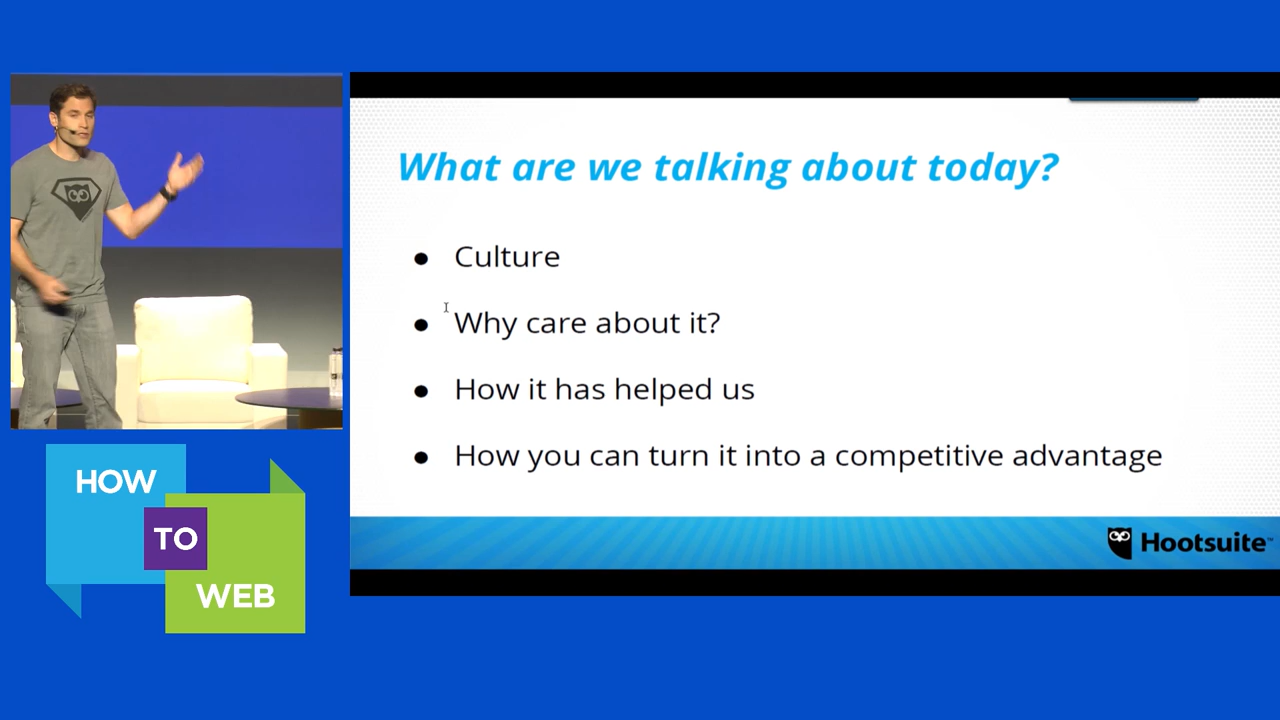 What are we talking about today?
● Culture
● Why care about it?
● How it has helped us
● How you can turn it into a competitive advantage
Hootsuite™
HOW
TO
WEB